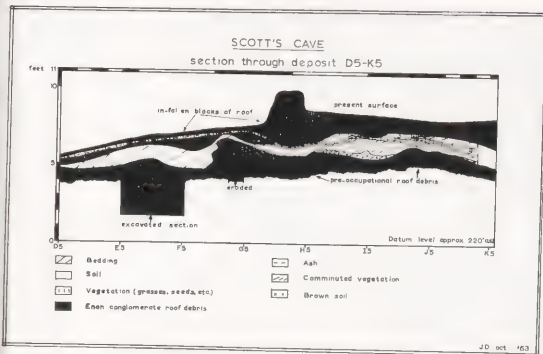 SCOTT'S CAVE
section through deposit D5-K5
feet 11
10
5
0
in-fallen blocks of roof
present surface
eroded
pre-occupational roof debris
excavated section
Datum level approx 220'
D5 E5 F5 G5 H5 I5 J5 K5
Bedding
Soil
Vegetation (grasses, seeds, etc.)
Enon conglomerate roof debris
Ash
Comminuted vegetation
Brown soil
JD oct '63